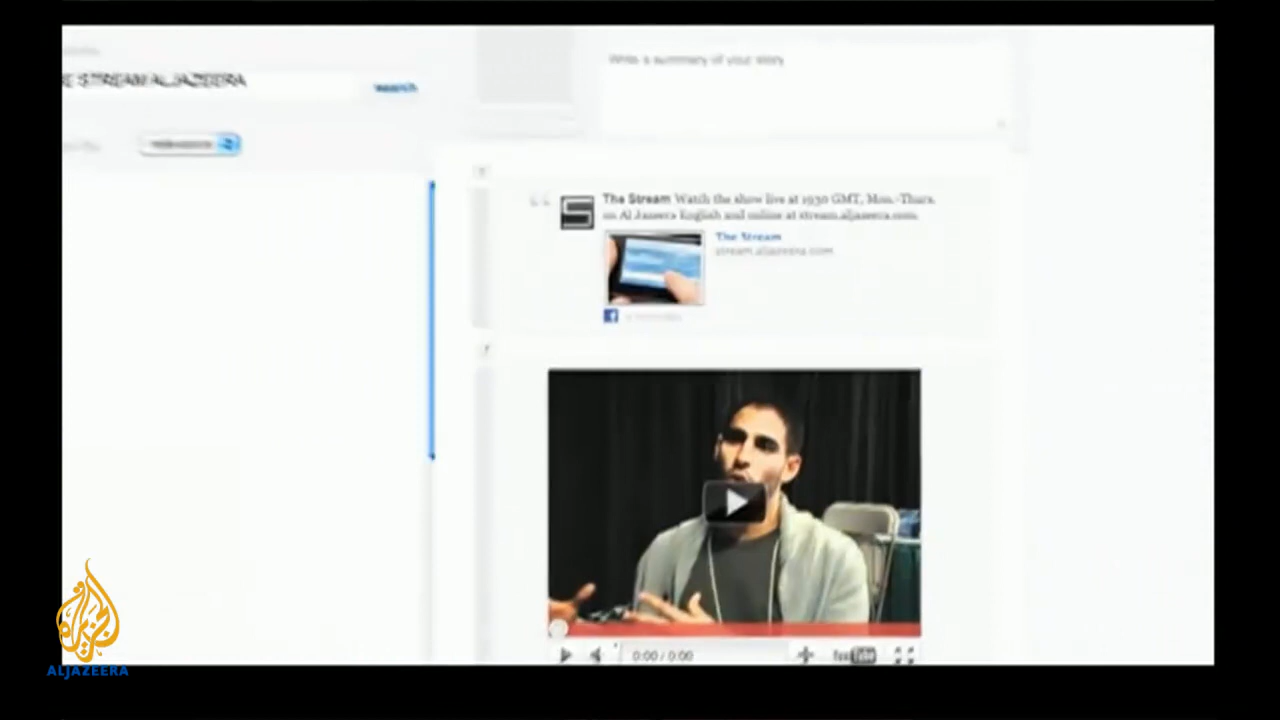 E STREAM ALJAZEERA
search
Write a summary of your story
The Stream Watch the show live at 1930 GMT, Mon.-Thurs.
on Al Jazeera English and online at stream.aljazeera.com.
The Stream
stream.aljazeera.com
0:00 / 0:00
YouTube
الجزيرة
ALJAZEERA